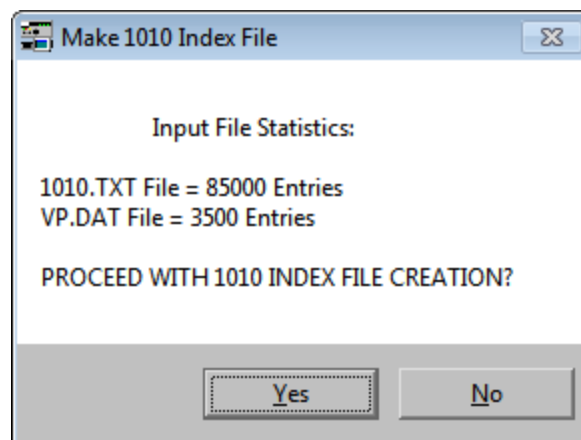 Make 1010 Index File
Input File Statistics:
1010.TXT File = 85000 Entries
VP.DAT File = 3500 Entries
PROCEED WITH 1010 INDEX FILE CREATION?
Yes
No